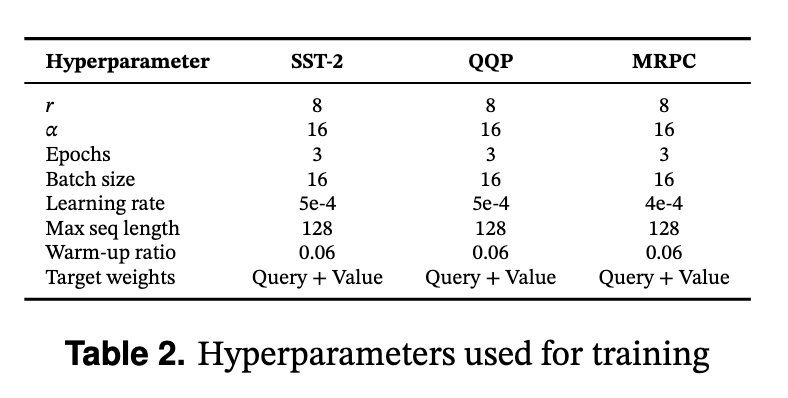 Hyperparameter SST-2 QQP MRPC
r 8 8 8
α 16 16 16
Epochs 3 3 3
Batch size 16 16 16
Learning rate 5e-4 5e-4 4e-4
Max seq length 128 128 128
Warm-up ratio 0.06 0.06 0.06
Target weights Query + Value Query + Value Query + Value
Table 2. Hyperparameters used for training